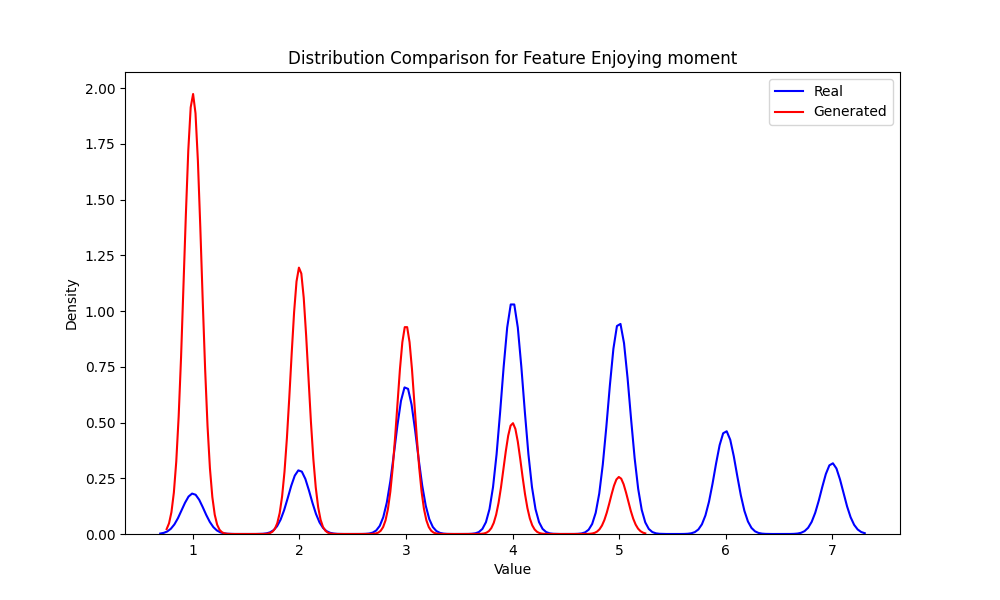 Distribution Comparison for Feature Enjoying moment
Real
Generated
Density
2.00
1.75
1.50
1.25
1.00
0.75
0.50
0.25
0.00
1 2 3 4 5 6 7
Value